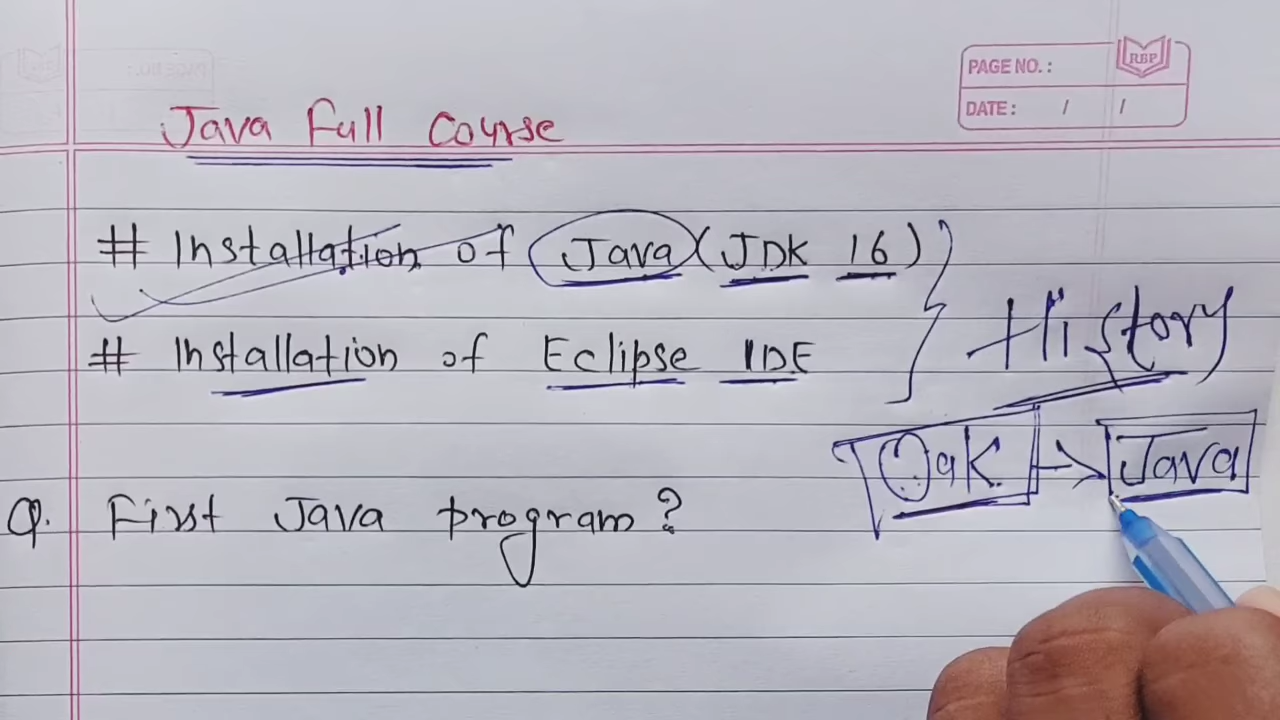 PAGE NO. :
RBP
DATE: / /
Java Full Course
# Installation of Java (JDK 16)
# Installation of Eclipse IDE
History
Oak → Java
Q. First Java program?